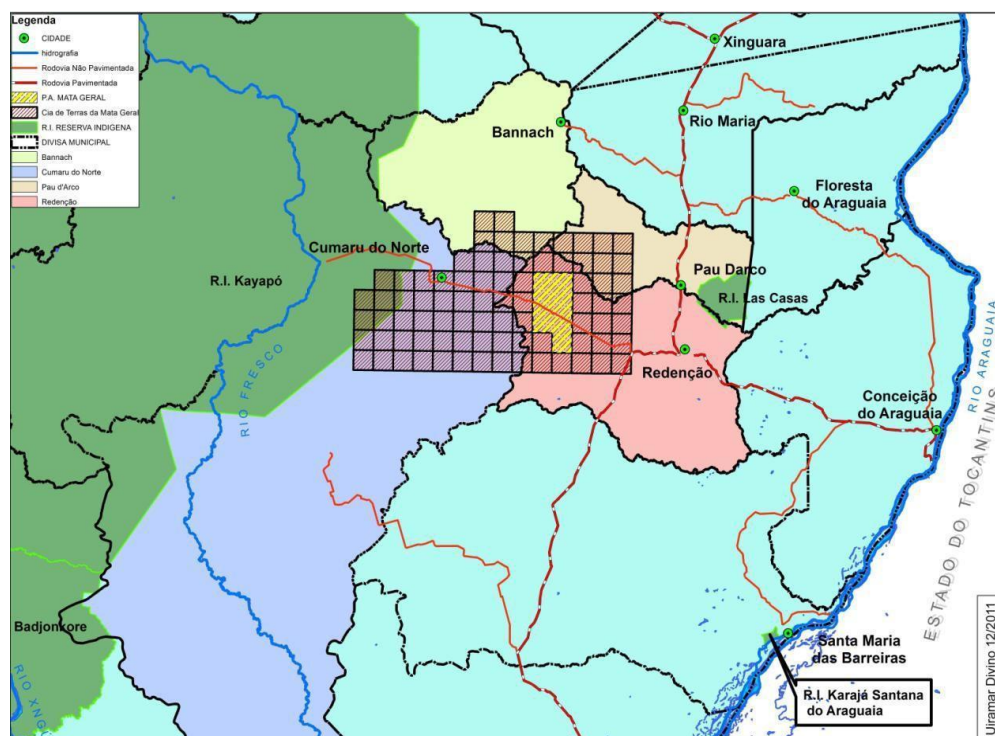 Legenda
CIDADE
hidrografia
Rodovia Não Pavimentada
Rodovia Pavimentada
P.A. MATA GERAL
Cia de Terras da Mata Geral
R.I. RESERVA INDIGENA
DIVISA MUNICIPAL
Bannach
Cumaru do Norte
Pau d'Arco
Redenção
Xinguara
Bannach
Rio Maria
Floresta
do Araguaia
Cumaru do Norte
R.I. Kayapó
Pau Darco
R.I. Las Casas
RIO FRESCO
Redenção
RIO ARAGUAIA
Conceição
do Araguaia
ESTADO DO TOCANTINS
Badjonkore
RIO XNGU
Santa Maria
das Barreiras
R.I. Karajá Santana
do Araguaia
Uiramar Divino 12/2011